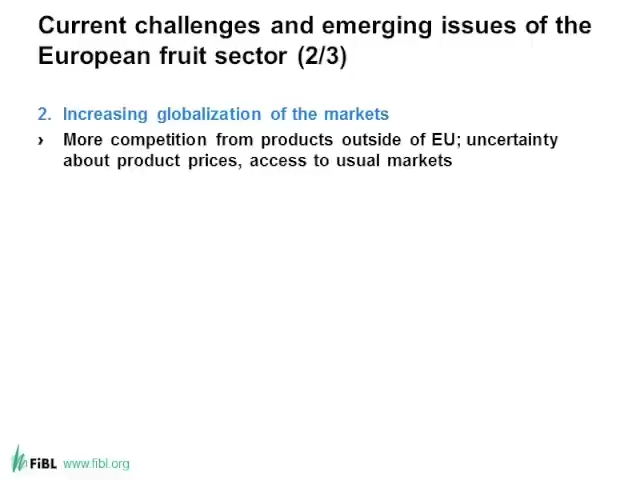 Current challenges and emerging issues of the
European fruit sector (2/3)
2. Increasing globalization of the markets
› More competition from products outside of EU; uncertainty
about product prices, access to usual markets
FiBL www.fibl.org